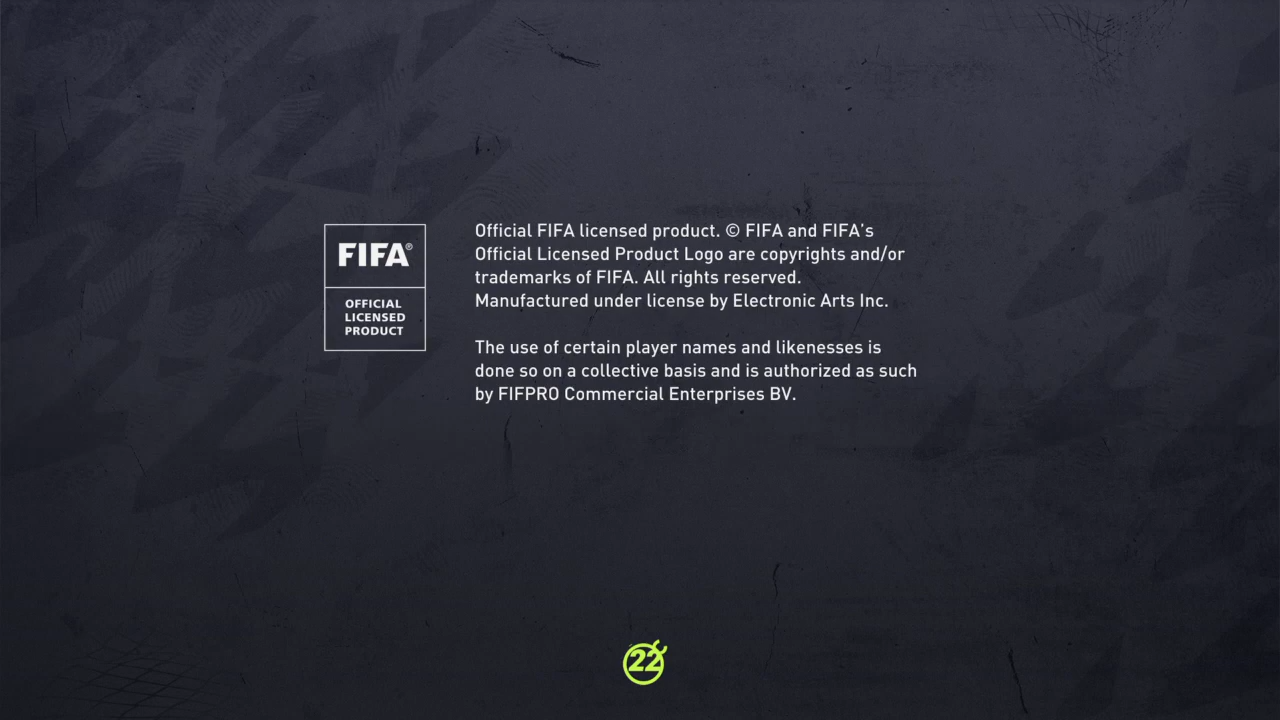 FIFA®
OFFICIAL
LICENSED
PRODUCT
Official FIFA licensed product. © FIFA and FIFA's
Official Licensed Product Logo are copyrights and/or
trademarks of FIFA. All rights reserved.
Manufactured under license by Electronic Arts Inc.
The use of certain player names and likenesses is
done so on a collective basis and is authorized as such
by FIFPRO Commercial Enterprises BV.
22